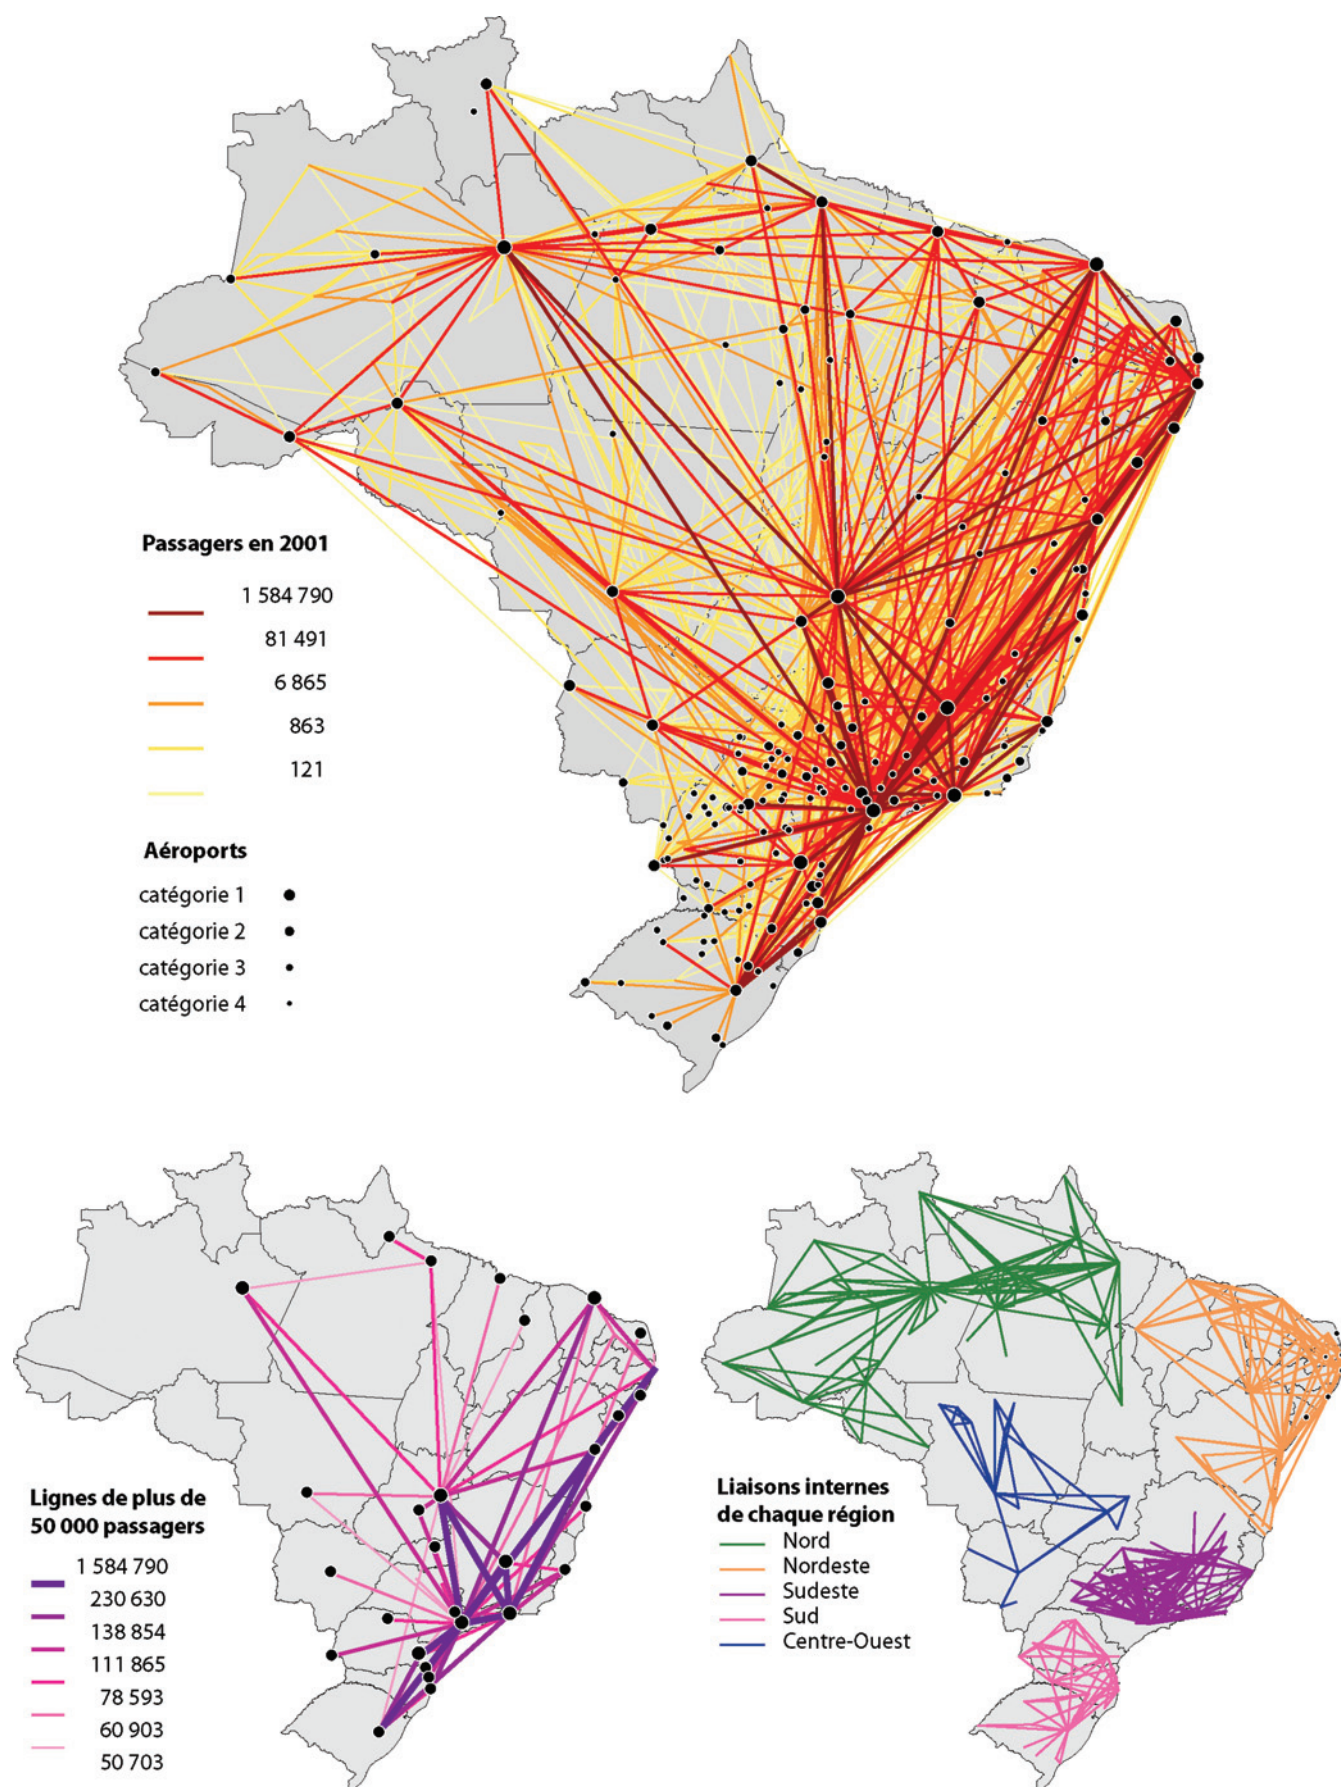 Passagers en 2001
1 584 790
81 491
6 865
863
121
Aéroports
catégorie 1
catégorie 2
catégorie 3
catégorie 4
Lignes de plus de
50 000 passagers
1 584 790
230 630
138 854
111 865
78 593
60 903
50 703
Liaisons internes
de chaque région
Nord
Nordeste
Sudeste
Sud
Centre-Ouest